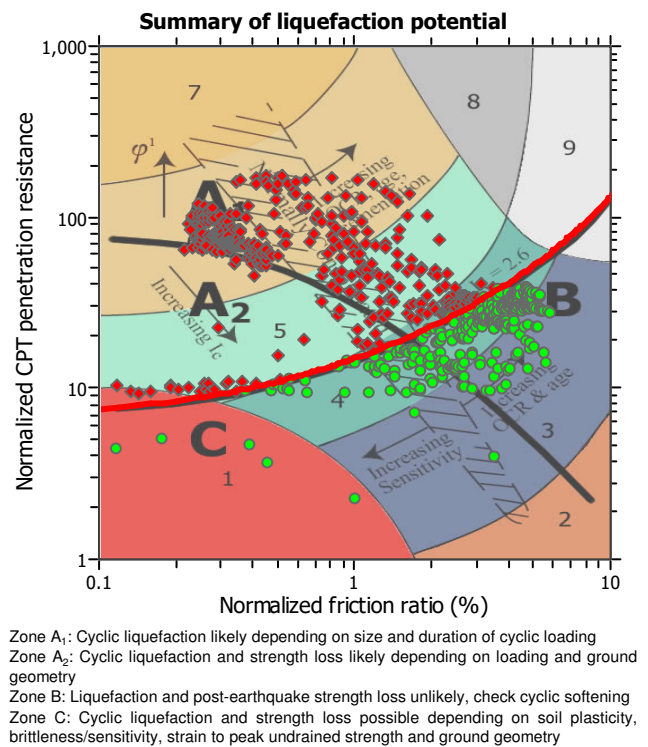 Summary of liquefaction potential
Normalized CPT penetration resistance
1,000
100
10
1
7
8
9
φ¹
Increasing
A₂
Increasing Ic
5
= 2.6
B
4
Increasing
OCR & age
3
C
1
Increasing
Sensitivity
2
0.1
1
10
Normalized friction ratio (%)
Zone A₁: Cyclic liquefaction likely depending on size and duration of cyclic loading
Zone A₂: Cyclic liquefaction and strength loss likely depending on loading and ground
geometry
Zone B: Liquefaction and post-earthquake strength loss unlikely, check cyclic softening
Zone C: Cyclic liquefaction and strength loss possible depending on soil plasticity,
brittleness/sensitivity, strain to peak undrained strength and ground geometry